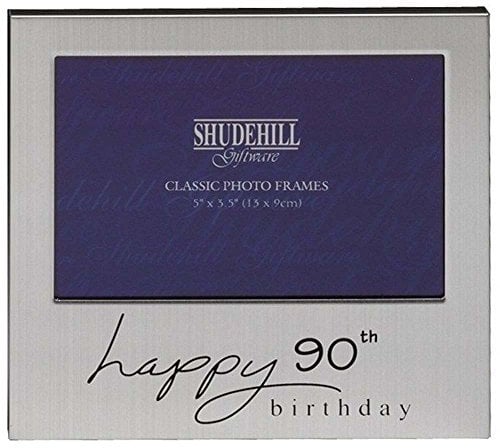 SHUDEHILL
Giftware
CLASSIC PHOTO FRAMES
5" x 3.5" (13 x 9cm)
happy 90th
birthday